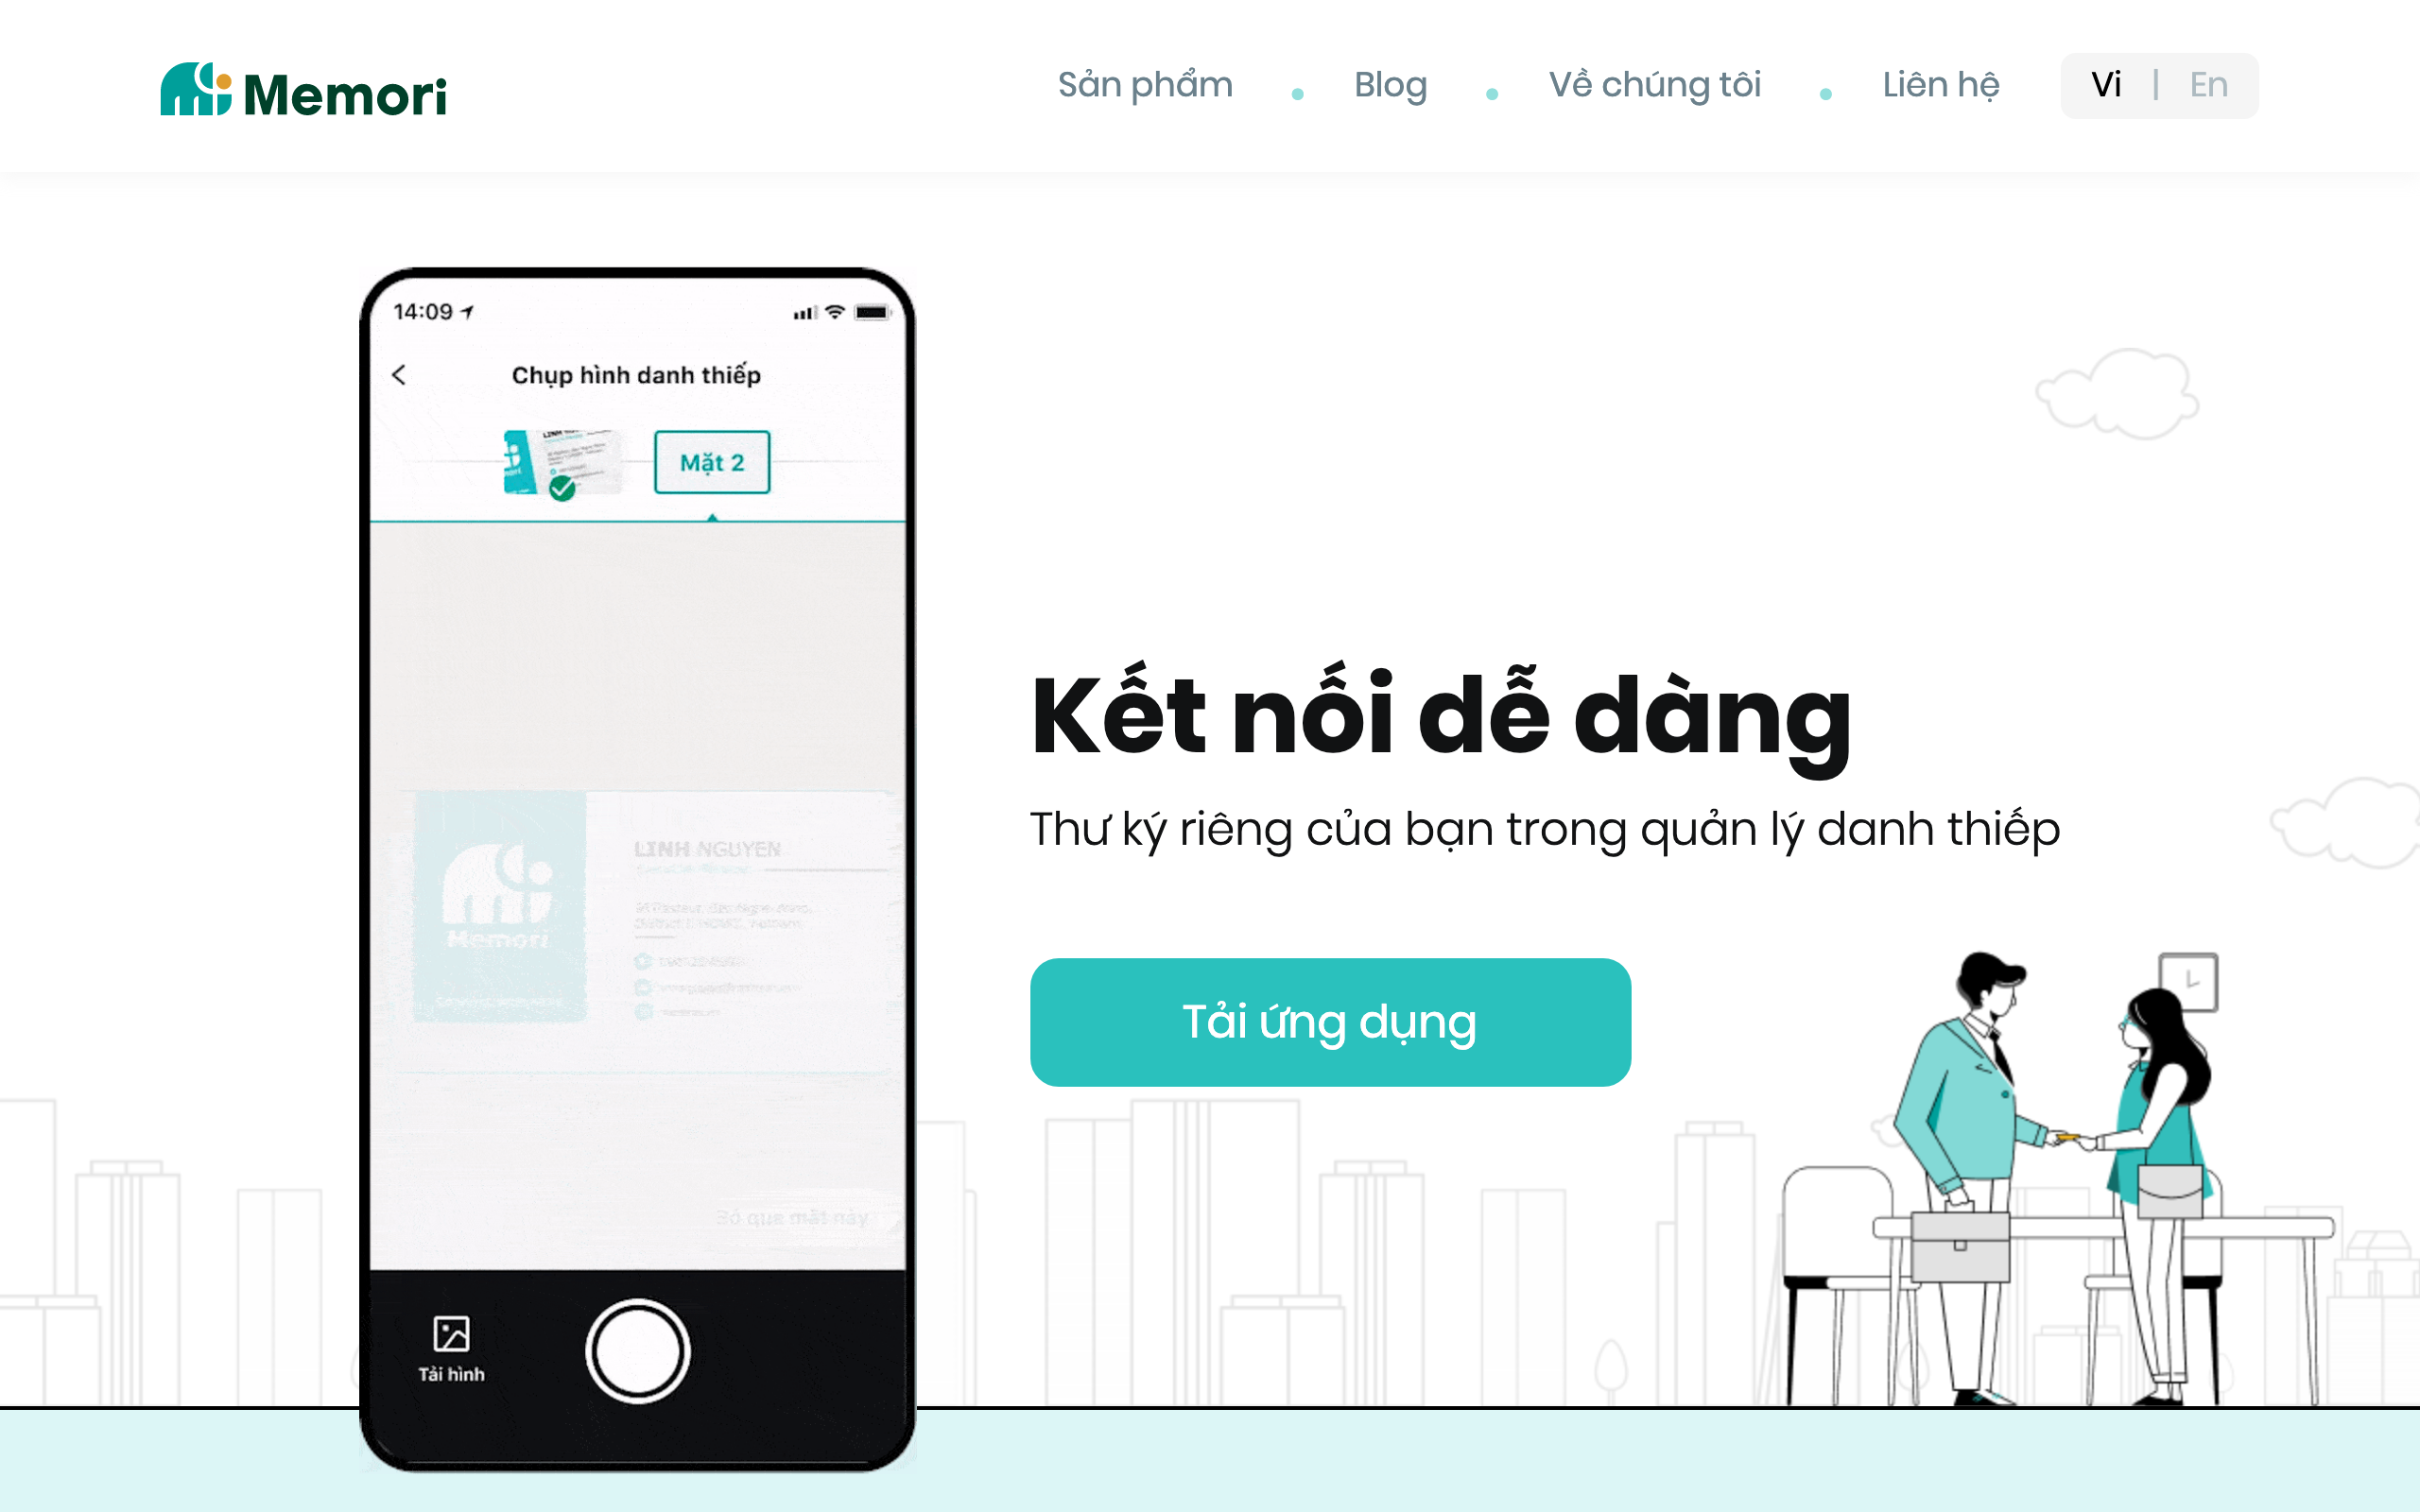 Memori
Sản phẩm
Blog
Về chúng tôi
Liên hệ
Vi | En
14:09
Chụp hình danh thiếp
Mặt 2
Kết nối dễ dàng
Thư ký riêng của bạn trong quản lý danh thiếp
LINH NGUYEN
Memori
Tải ứng dụng
Bỏ qua mặt này
Tải hình